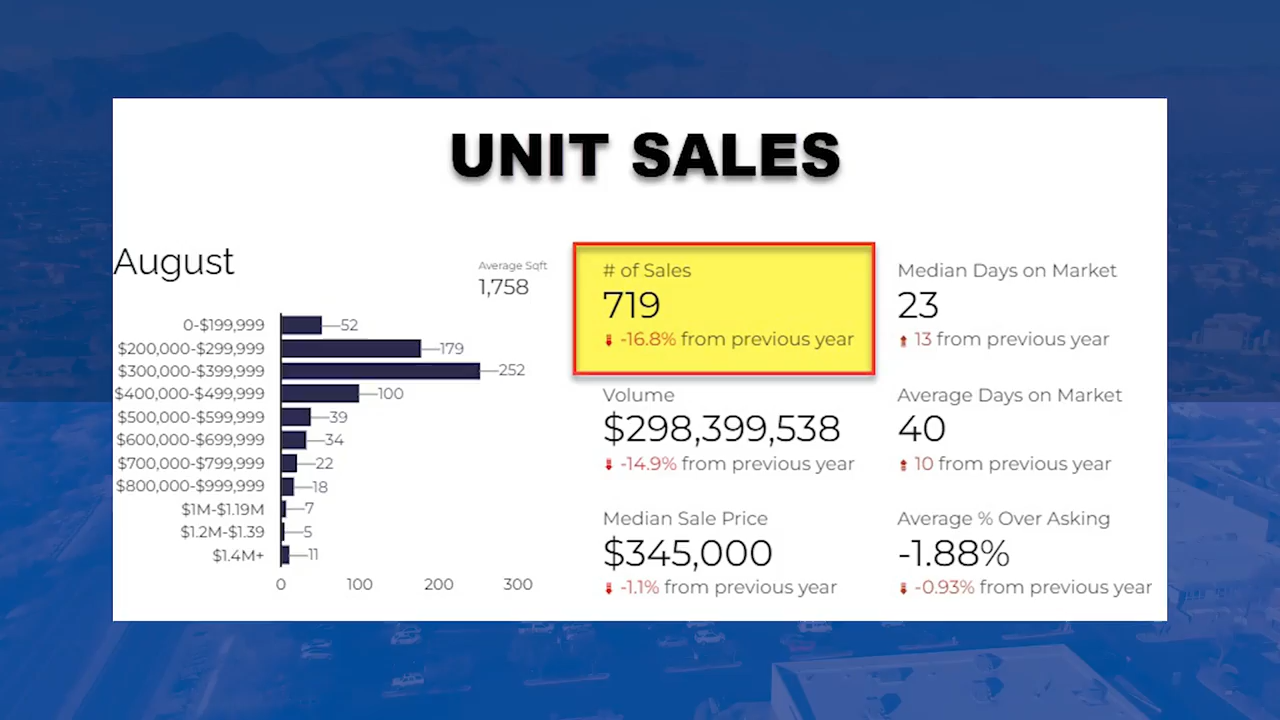 UNIT SALES
August
Average Sqft
1,758
0-$199,999 52
$200,000-$299,999 179
$300,000-$399,999 252
$400,000-$499,999 100
$500,000-$599,999 39
$600,000-$699,999 34
$700,000-$799,999 22
$800,000-$999,999 18
$1M-$1.19M 7
$1.2M-$1.39 5
$1.4M+ 11
0 100 200 300
# of Sales
719
-16.8% from previous year
Median Days on Market
23
13 from previous year
Volume
$298,399,538
-14.9% from previous year
Average Days on Market
40
10 from previous year
Median Sale Price
$345,000
-1.1% from previous year
Average % Over Asking
-1.88%
-0.93% from previous year